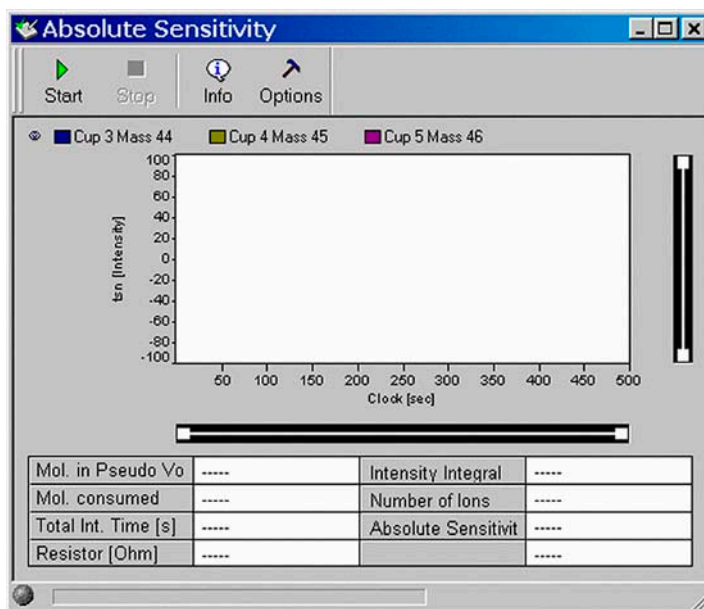 Absolute Sensitivity
Start Stop Info Options
Cup 3 Mass 44 Cup 4 Mass 45 Cup 5 Mass 46
100
80
60
40
20
0
-20
-40
-60
-80
-100
tsn [Intensity]
50 100 150 200 250 300 350 400 450 500
Clock [sec]
Mol. in Pseudo Vo ----- Intensity Integral -----
Mol. consumed ----- Number of Ions -----
Total Int. Time [s] ----- Absolute Sensitivit -----
Resistor [Ohm] ----- -----